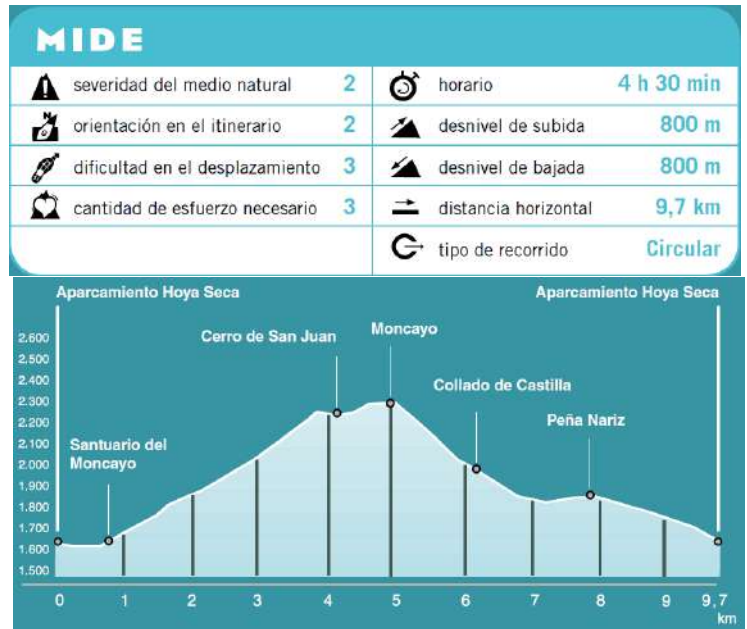 MIDE
severidad del medio natural 2
orientación en el itinerario 2
dificultad en el desplazamiento 3
cantidad de esfuerzo necesario 3
horario 4 h 30 min
desnivel de subida 800 m
desnivel de bajada 800 m
distancia horizontal 9,7 km
tipo de recorrido Circular
Aparcamiento Hoya Seca
Aparcamiento Hoya Seca
Cerro de San Juan
Moncayo
Collado de Castilla
Peña Nariz
Santuario del
Moncayo
2.600
2.500
2.400
2.300
2.200
2.100
2.000
1.900
1.800
1.700
1.600
1.500
0 1 2 3 4 5 6 7 8 9 9,7
km
N